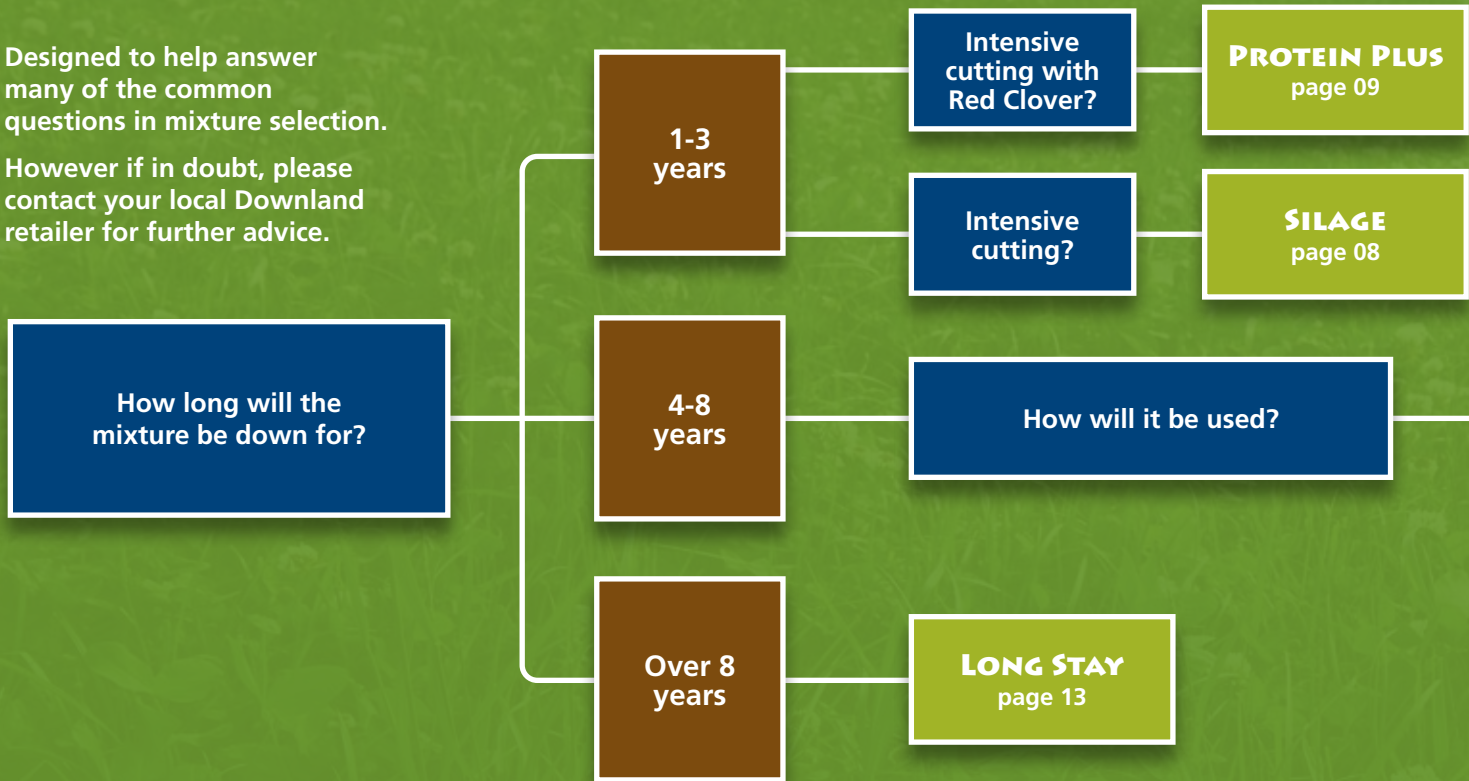 Designed to help answer
many of the common
questions in mixture selection.
However if in doubt, please
contact your local Downland
retailer for further advice.
How long will the
mixture be down for?
1-3
years
Intensive
cutting with
Red Clover?
PROTEIN PLUS
page 09
Intensive
cutting?
SILAGE
page 08
4-8
years
How will it be used?
Over 8
years
LONG STAY
page 13